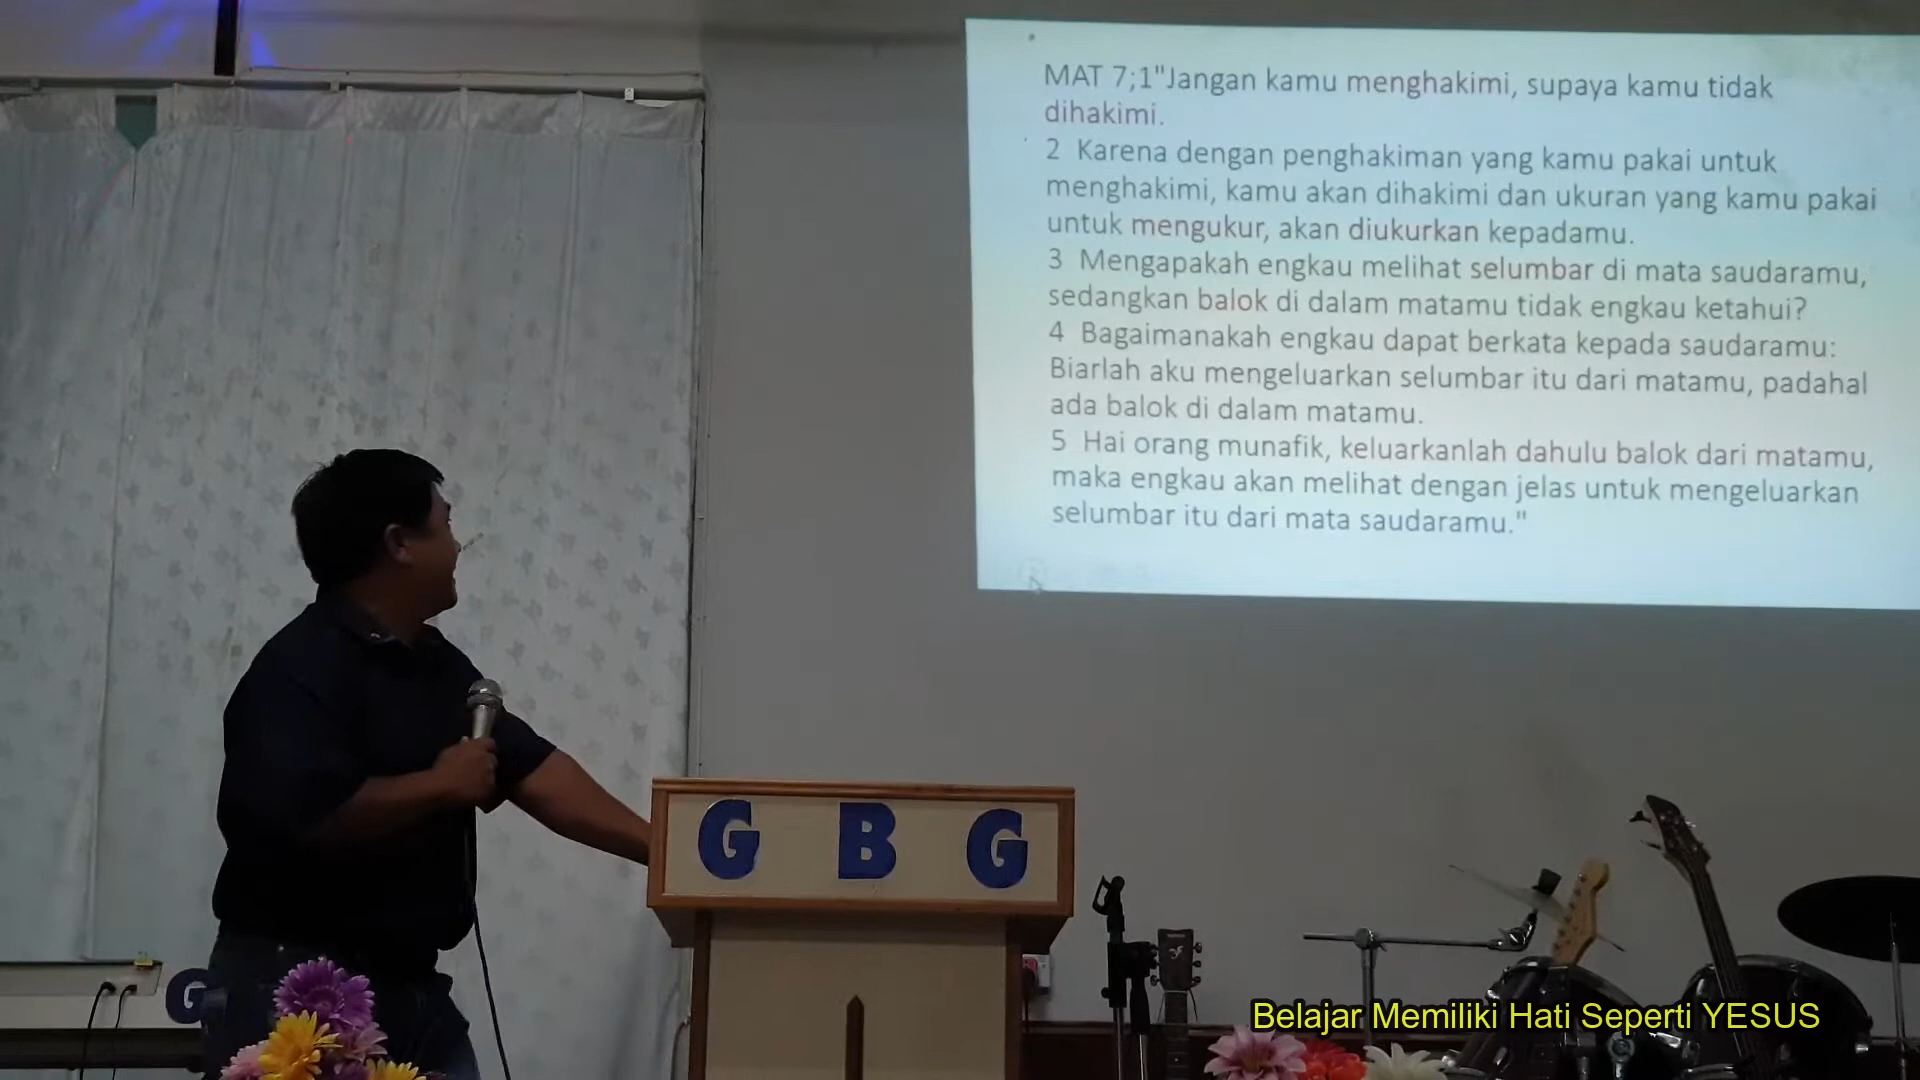 MAT 7;1"Jangan kamu menghakimi, supaya kamu tidak
dihakimi.
2 Karena dengan penghakiman yang kamu pakai untuk
menghakimi, kamu akan dihakimi dan ukuran yang kamu pakai
untuk mengukur, akan diukurkan kepadamu.
3 Mengapakah engkau melihat selumbar di mata saudaramu,
sedangkan balok di dalam matamu tidak engkau ketahui?
4 Bagaimanakah engkau dapat berkata kepada saudaramu:
Biarlah aku mengeluarkan selumbar itu dari matamu, padahal
ada balok di dalam matamu.
5 Hai orang munafik, keluarkanlah dahulu balok dari matamu,
maka engkau akan melihat dengan jelas untuk mengeluarkan
selumbar itu dari mata saudaramu."
G B G
G
Belajar Memiliki Hati Seperti YESUS